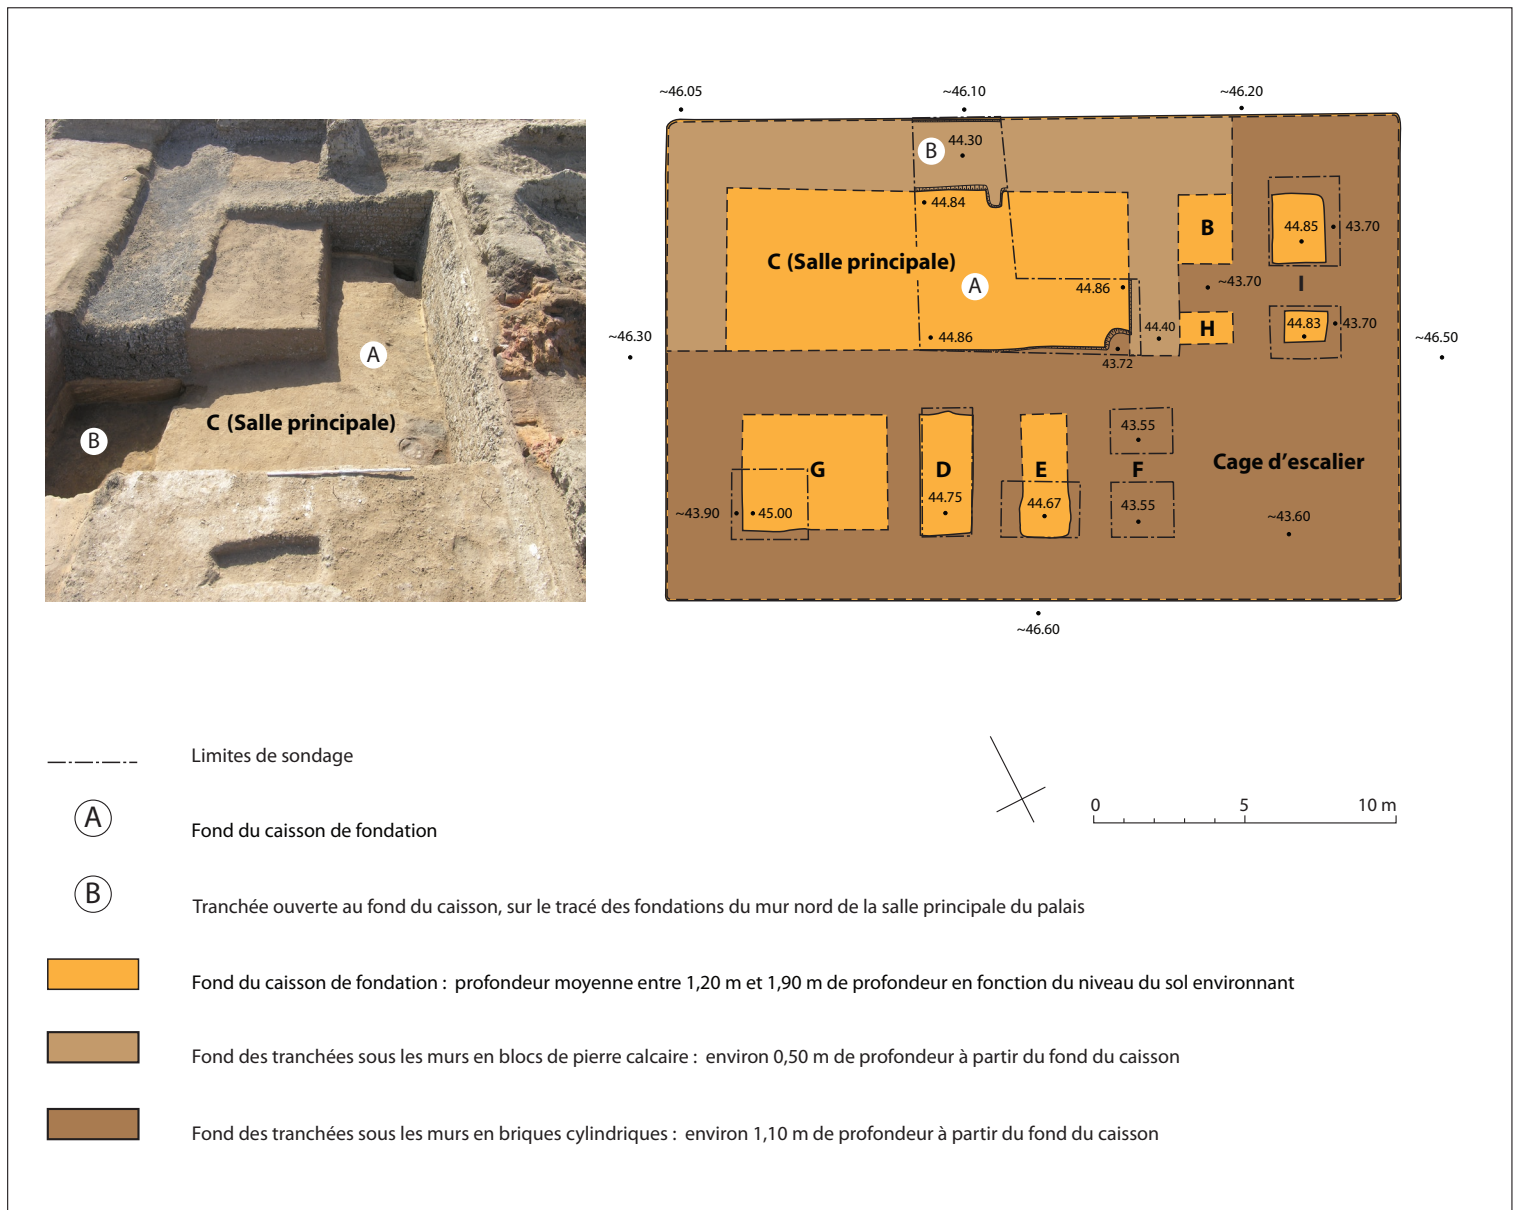 ~46.05
~46.10
~46.20
B
44.30
44.84
C (Salle principale)
A
44.86
44.86
B
~43.70
H
44.40
43.72
44.85
43.70
I
44.83
43.70
~46.30
~46.50
A
C (Salle principale)
B
G
~43.90
45.00
D
44.75
E
44.67
43.55
F
43.55
Cage d'escalier
~43.60
~46.60
Limites de sondage
A
Fond du caisson de fondation
B
Tranchée ouverte au fond du caisson, sur le tracé des fondations du mur nord de la salle principale du palais
0 5 10 m
Fond du caisson de fondation : profondeur moyenne entre 1,20 m et 1,90 m de profondeur en fonction du niveau du sol environnant
Fond des tranchées sous les murs en blocs de pierre calcaire : environ 0,50 m de profondeur à partir du fond du caisson
Fond des tranchées sous les murs en briques cylindriques : environ 1,10 m de profondeur à partir du fond du caisson